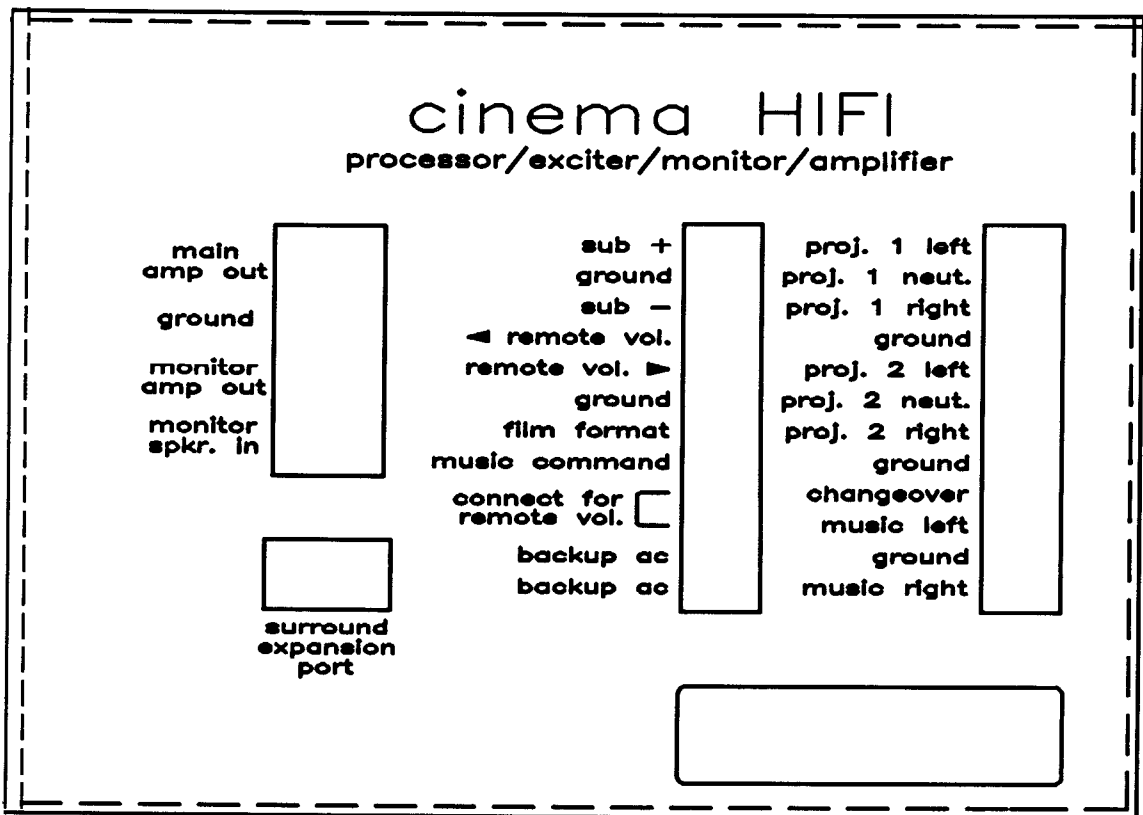 cinema HIFI
processor/exciter/monitor/amplifier
main
amp out
ground
monitor
amp out
monitor
spkr. in
surround
expansion
port
sub +
ground
sub −
◄ remote vol.
remote vol. ►
ground
film format
music command
connect for
remote vol.
backup ac
backup ac
proj. 1 left
proj. 1 neut.
proj. 1 right
ground
proj. 2 left
proj. 2 neut.
proj. 2 right
ground
changeover
music left
ground
music right